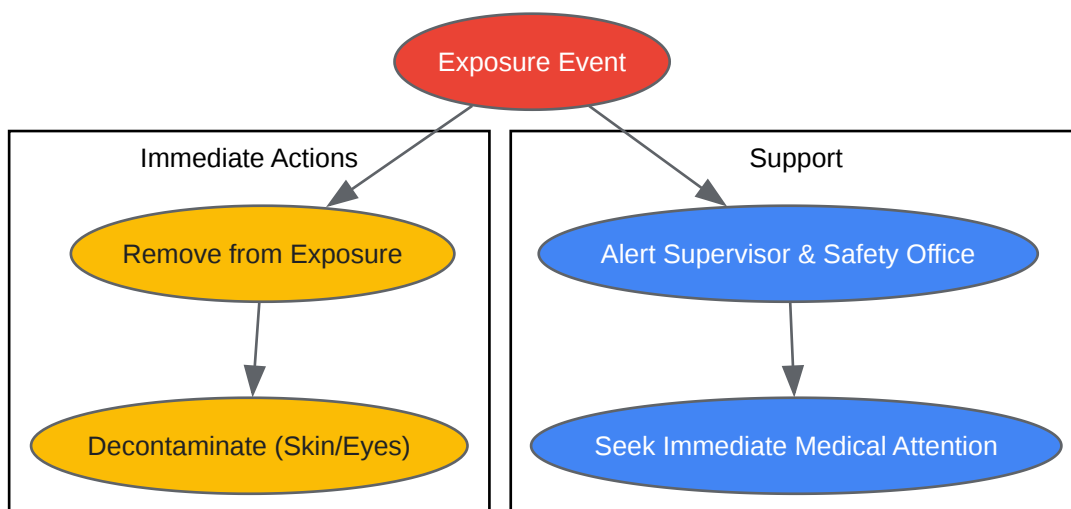 Exposure Event
Immediate Actions
Support
Remove from Exposure
Alert Supervisor & Safety Office
Decontaminate (Skin/Eyes)
Seek Immediate Medical Attention